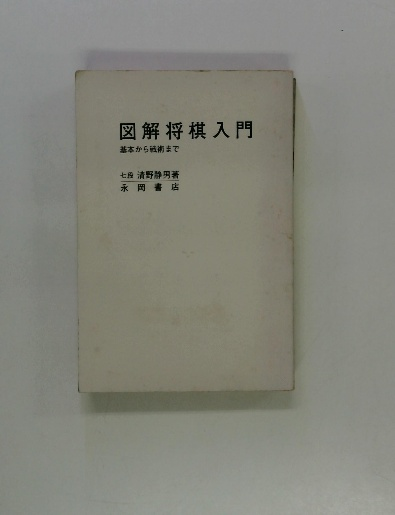 図解将棋入門
基本から戦術まで
七段 清野静男著
永岡書店